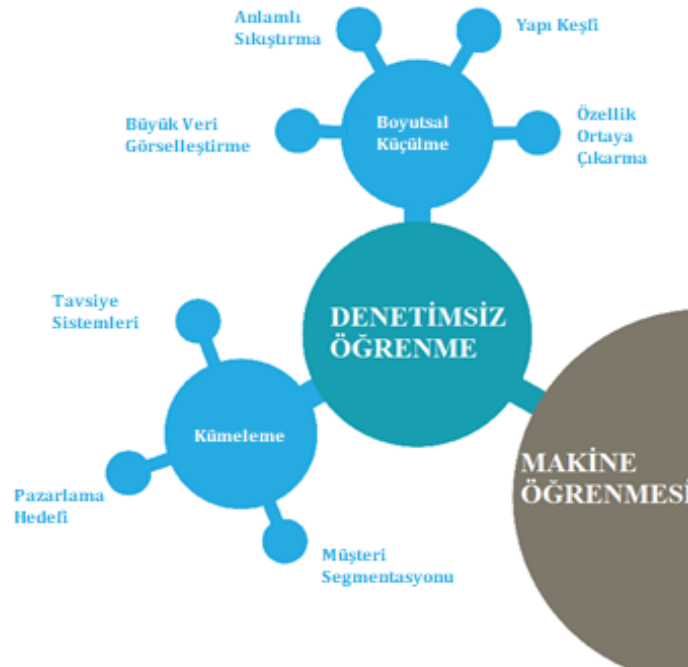 Anlamlı
Sıkıştırma
Yapı Keşfi
Büyük Veri
Görselleştirme
Boyutsal
Küçülme
Özellik
Ortaya
Çıkarma
Tavsiye
Sistemleri
DENETİMSİZ
ÖĞRENME
Kümeleme
MAKİNE
ÖĞRENMESİ
Pazarlama
Hedefi
Müşteri
Segmentasyonu